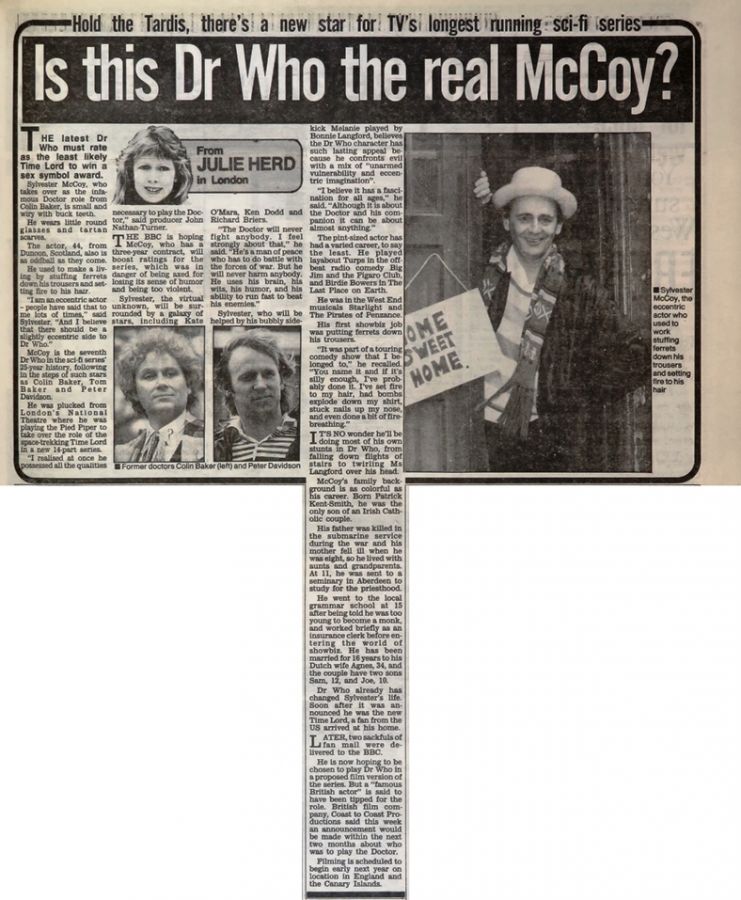 Hold the Tardis, there's a new star for TV's longest running sci-fi series
Is this Dr Who the real McCoy?
THE latest Dr
Who must rate
as the least likely
Time Lord to win a
sex symbol award.
Sylvester McCoy, who
takes over as the infa-
mous Doctor role from
Colin Baker, is small and
wiry with buck teeth.
He wears little round
glasses and tartan
scarves.
The actor, 44, from
Dunoon, Scotland, also is
as oddball as they come.
He used to make a liv-
ing by stuffing ferrets
down his trousers and set-
ting fire to his hair.
"I am an eccentric actor
- people have said that to
me lots of times," said
Sylvester. "And I believe
that there should be a
slightly eccentric side to
Dr Who."
McCoy is the seventh
Dr Who in the sci-fi series'
25-year history, following
in the steps of such stars
as Colin Baker, Tom
Baker and Peter
Davidson.
He was plucked from
London's National
Theatre where he was
playing the Pied Piper to
take over the role of the
space-trekking Time Lord
in a new 14-part series.
"I realised at once he
possessed all the qualities
From
JULIE HERD
in London
necessary to play the Doc-
tor," said producer John
Nathan-Turner.
THE BBC is hoping
McCoy, who has a
three-year contract, will
boost ratings for the
series, which was in
danger of being axed for
losing its sense of humor
and being too violent.
Sylvester, the virtual
unknown, will be sur-
rounded by a galaxy of
stars, including Kate
O'Mara, Ken Dodd and
Richard Briers.
"The Doctor will never
fight anybody. I feel
strongly about that," he
said. "He's a man of peace
who has to do battle with
the forces of war. But he
will never harm anybody.
He uses his brain, his
wits, his humor, and his
ability to run fast to beat
his enemies."
Sylvester, who will be
helped by his bubbly side-
■ Former doctors Colin Baker (left) and Peter Davidson
kick Melanie played by
Bonnie Langford, believes
the Dr Who character has
such lasting appeal be-
cause he confronts evil
with a mix of "unarmed
vulnerability and eccen-
tric imagination".
"I believe it has a fasci-
nation for all ages," he
said. "Although it is about
the Doctor and his com-
panion it can be about
almost anything."
The pint-sized actor has
had a varied career, to say
the least. He played
layabout Turps in the off-
beat radio comedy Big
Jim and the Figaro Club,
and Birdie Bowers in The
Last Place on Earth.
He was in the West End
musicals Starlight and
The Pirates of Penzance.
His first showbiz job
was putting ferrets down
his trousers.
"It was part of a touring
comedy show that I be-
longed to," he recalled.
"You name it and if it's
silly enough, I've prob-
ably done it. I've set fire
to my hair, had bombs
explode down my shirt,
stuck nails up my nose,
and even done a bit of fire-
breathing."
IT'S NO wonder he'll be
doing most of his own
stunts in Dr Who, from
falling down flights of
stairs to twirling Ms
Langford over his head.
McCoy's family back-
ground is as colorful as
his career. Born Patrick
Kent-Smith, he was the
only son of an Irish Cath-
olic couple.
His father was killed in
the submarine service
during the war and his
mother fell ill when he
was eight, so he lived with
aunts and grandparents.
At 11, he was sent to a
seminary in Aberdeen to
study for the priesthood.
He went to the local
grammar school at 15
after being told he was too
young to become a monk,
and worked briefly as an
insurance clerk before en-
tering the world of
showbiz. He has been
married for 16 years to his
Dutch wife Agnes, 34, and
the couple have two sons
Sam, 12, and Joe, 10.
Dr Who already has
changed Sylvester's life.
Soon after it was an-
nounced he was the new
Time Lord, a fan from the
US arrived at his home.
LATER, two sackfuls of
fan mail were de-
livered to the BBC.
He is now hoping to be
chosen to play Dr Who in
a proposed film version of
the series. But a "famous
British actor" is said to
have been tipped for the
role. British film com-
pany, Coast to Coast Pro-
ductions said this week
an announcement would
be made within the next
two months about who
was to play the Doctor.
Filming is scheduled to
begin early next year on
location in England and
the Canary Islands.
OME
SWEET
HOME.
■ Sylvester
McCoy, the
eccentric
actor who
used to
work
stuffing
ferrets
down his
trousers
and setting
fire to his
hair